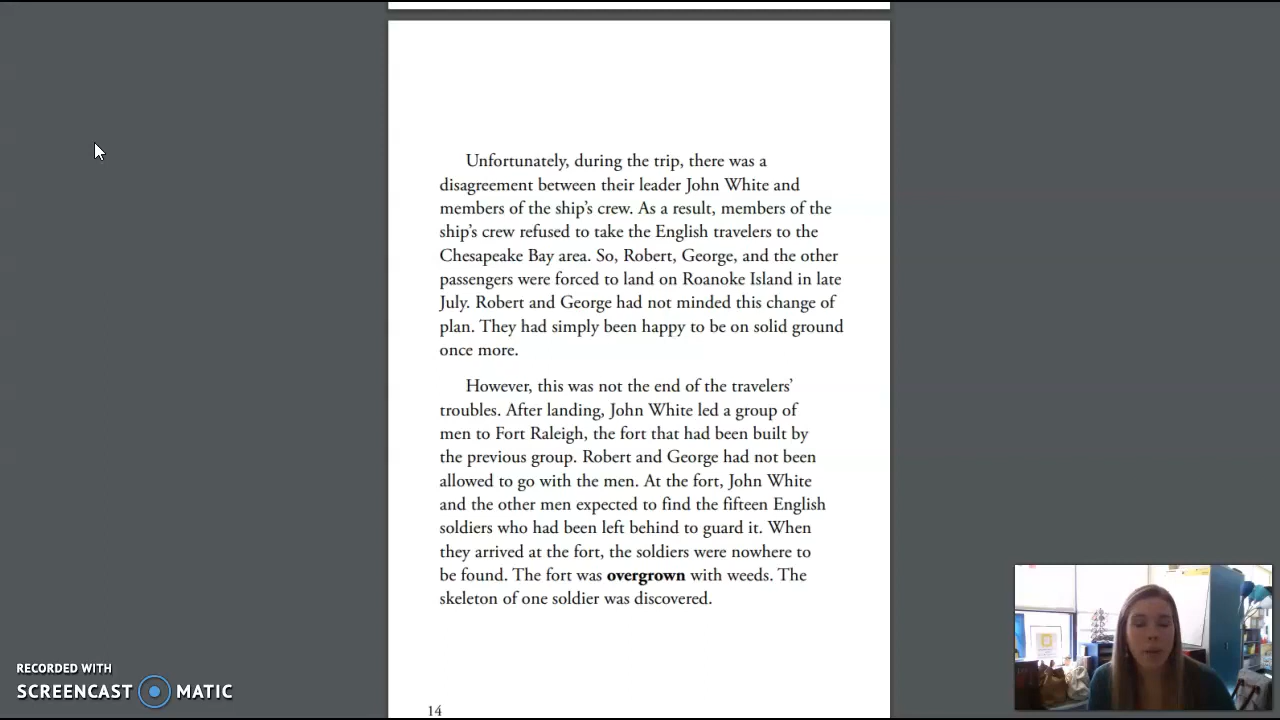 Unfortunately, during the trip, there was a
disagreement between their leader John White and
members of the ship's crew. As a result, members of the
ship's crew refused to take the English travelers to the
Chesapeake Bay area. So, Robert, George, and the other
passengers were forced to land on Roanoke Island in late
July. Robert and George had not minded this change of
plan. They had simply been happy to be on solid ground
once more.
However, this was not the end of the travelers'
troubles. After landing, John White led a group of
men to Fort Raleigh, the fort that had been built by
the previous group. Robert and George had not been
allowed to go with the men. At the fort, John White
and the other men expected to find the fifteen English
soldiers who had been left behind to guard it. When
they arrived at the fort, the soldiers were nowhere to
be found. The fort was overgrown with weeds. The
skeleton of one soldier was discovered.
14
RECORDED WITH
SCREENCAST MATIC